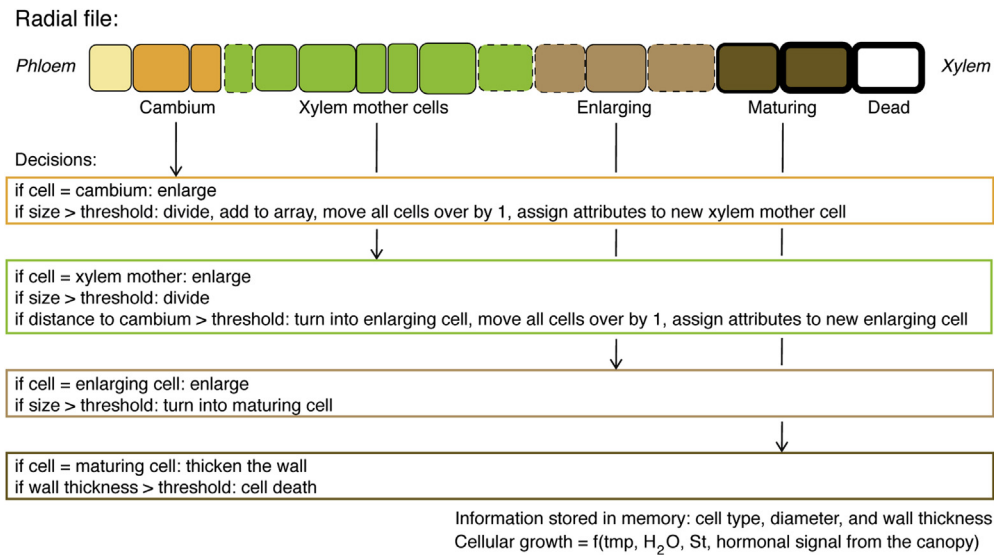 Radial file:
Phloem
Xylem
Cambium
Xylem mother cells
Enlarging
Maturing
Dead
Decisions:
if cell = cambium: enlarge
if size > threshold: divide, add to array, move all cells over by 1, assign attributes to new xylem mother cell
if cell = xylem mother: enlarge
if size > threshold: divide
if distance to cambium > threshold: turn into enlarging cell, move all cells over by 1, assign attributes to new enlarging cell
if cell = enlarging cell: enlarge
if size > threshold: turn into maturing cell
if cell = maturing cell: thicken the wall
if wall thickness > threshold: cell death
Information stored in memory: cell type, diameter, and wall thickness
Cellular growth = f(tmp, H₂O, St, hormonal signal from the canopy)